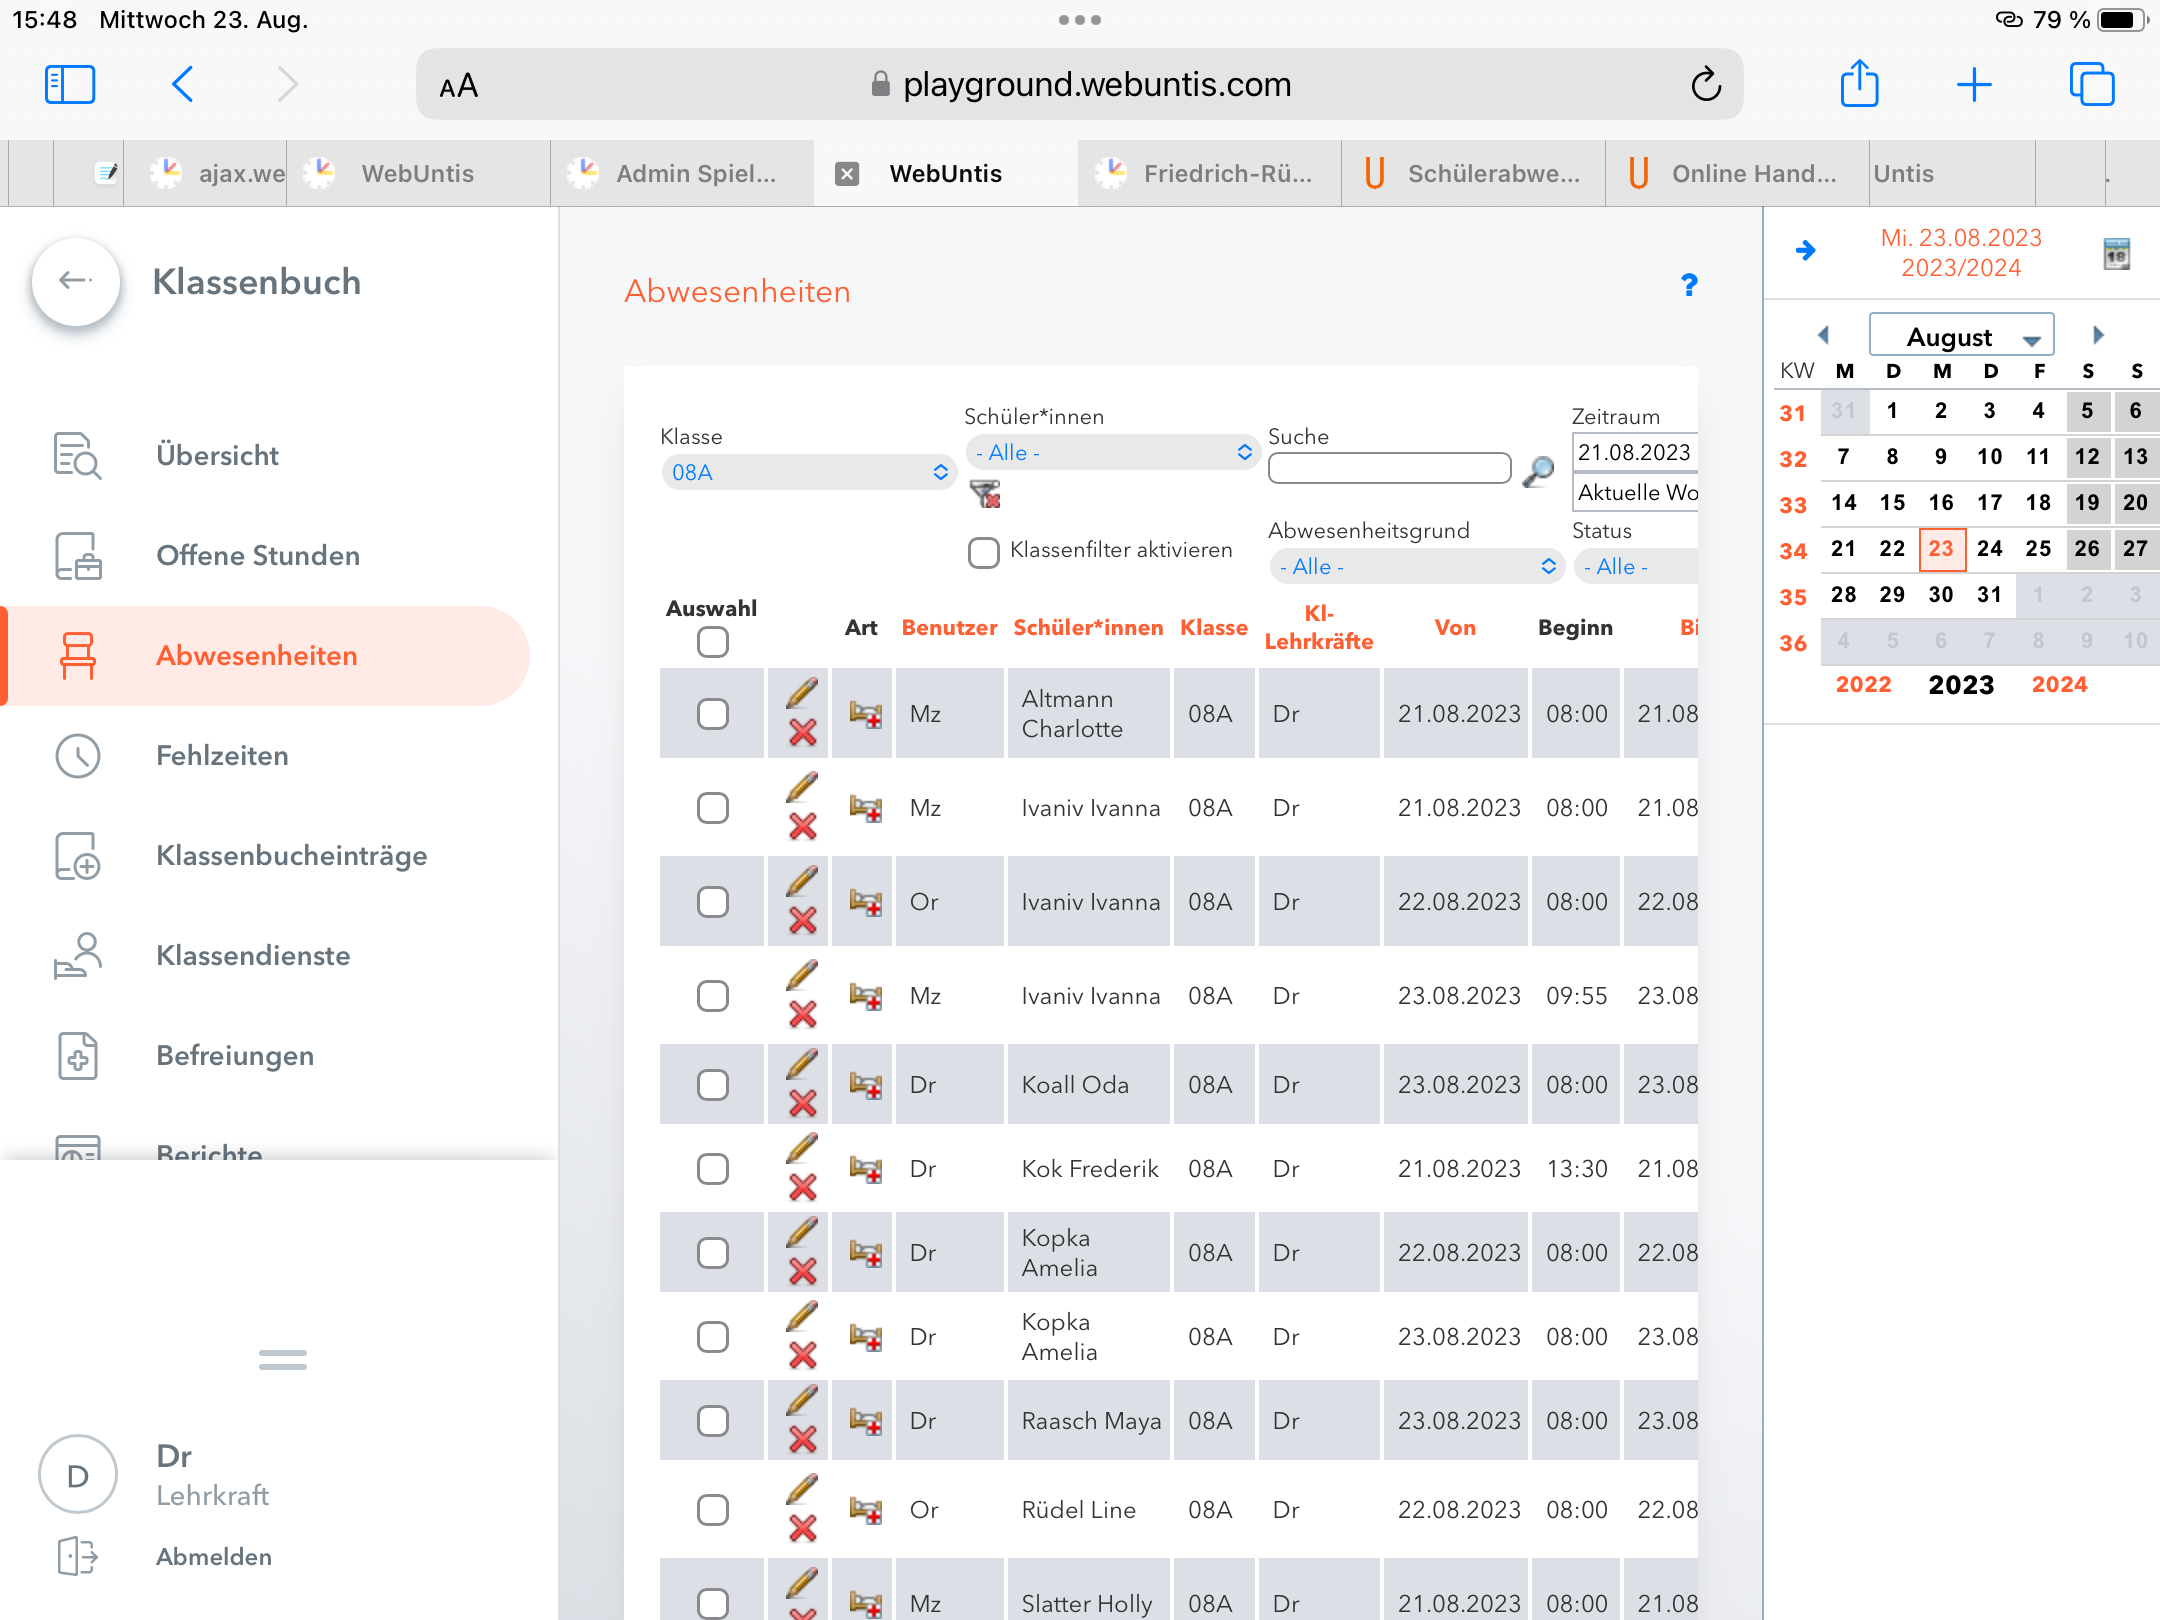 15:48 Mittwoch 23. Aug.
79 %
AA playground.webuntis.com
ajax.we WebUntis Admin Spiel... WebUntis Friedrich-Rü... Schülerabwe... Online Hand... Untis .
Klassenbuch
Übersicht
Offene Stunden
Abwesenheiten
Fehlzeiten
Klassenbucheinträge
Klassendienste
Befreiungen
Berichte
D
Dr
Lehrkraft
Abmelden
Abwesenheiten
?
Klasse
08A
Schüler*innen
- Alle -
Klassenfilter aktivieren
Suche
Zeitraum
21.08.2023
Aktuelle Wo
Abwesenheitsgrund
- Alle -
Status
- Alle -
Auswahl Art Benutzer Schüler*innen Klasse Kl-Lehrkräfte Von Beginn Bi
Mz Altmann Charlotte 08A Dr 21.08.2023 08:00 21.08
Mz Ivaniv Ivanna 08A Dr 21.08.2023 08:00 21.08
Or Ivaniv Ivanna 08A Dr 22.08.2023 08:00 22.08
Mz Ivaniv Ivanna 08A Dr 23.08.2023 09:55 23.08
Dr Koall Oda 08A Dr 23.08.2023 08:00 23.08
Dr Kok Frederik 08A Dr 21.08.2023 13:30 21.08
Dr Kopka Amelia 08A Dr 22.08.2023 08:00 22.08
Dr Kopka Amelia 08A Dr 23.08.2023 08:00 23.08
Dr Raasch Maya 08A Dr 23.08.2023 08:00 23.08
Or Rüdel Line 08A Dr 22.08.2023 08:00 22.08
Mz Slatter Holly 08A Dr 21.08.2023 08:00 21.08
Mi. 23.08.2023
2023/2024
18
August
KW M D M D F S S
31 31 1 2 3 4 5 6
32 7 8 9 10 11 12 13
33 14 15 16 17 18 19 20
34 21 22 23 24 25 26 27
35 28 29 30 31 1 2 3
36 4 5 6 7 8 9 10
2022 2023 2024